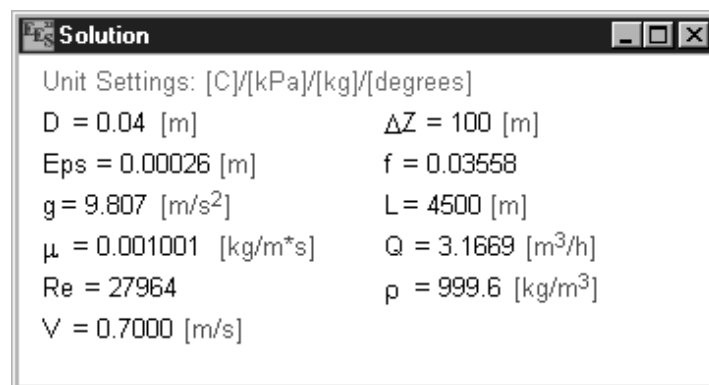 EES Solution
Unit Settings: [C]/[kPa]/[kg]/[degrees]
D = 0.04 [m] ΔZ = 100 [m]
Eps = 0.00026 [m] f = 0.03558
g = 9.807 [m/s²] L = 4500 [m]
μ = 0.001001 [kg/m*s] Q = 3.1669 [m³/h]
Re = 27964 ρ = 999.6 [kg/m³]
V = 0.7000 [m/s]